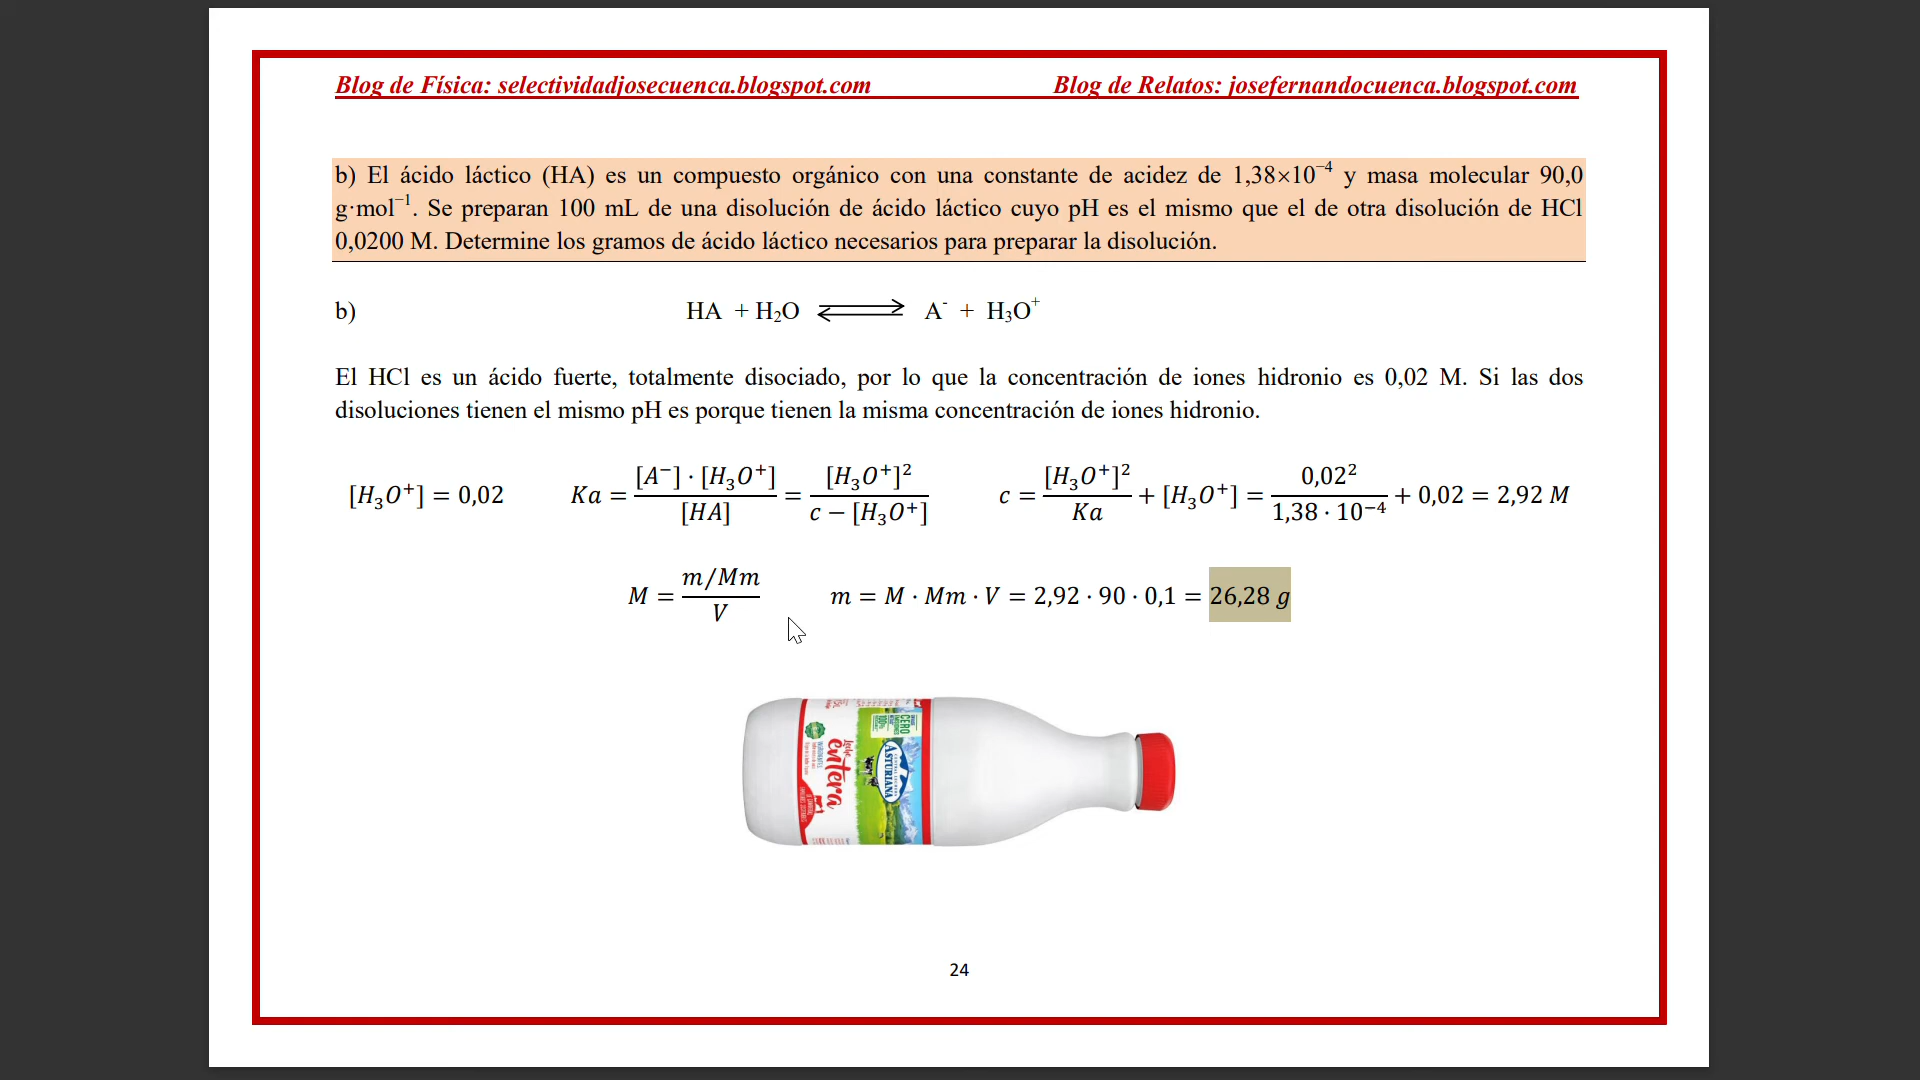 Blog de Física: selectividadjosecuenca.blogspot.com Blog de Relatos: josefernandocuenca.blogspot.com
b) El ácido láctico (HA) es un compuesto orgánico con una constante de acidez de 1,38×10⁻⁴ y masa molecular 90,0
g·mol⁻¹. Se preparan 100 mL de una disolución de ácido láctico cuyo pH es el mismo que el de otra disolución de HCl
0,0200 M. Determine los gramos de ácido láctico necesarios para preparar la disolución.
b) HA + H₂O ⇌ A⁻ + H₃O⁺
El HCl es un ácido fuerte, totalmente disociado, por lo que la concentración de iones hidronio es 0,02 M. Si las dos
disoluciones tienen el mismo pH es porque tienen la misma concentración de iones hidronio.
[H₃O⁺] = 0,02 Ka = [A⁻] · [H₃O⁺] / [HA] = [H₃O⁺]² / c − [H₃O⁺] c = [H₃O⁺]² / Ka + [H₃O⁺] = 0,02² / 1,38 · 10⁻⁴ + 0,02 = 2,92 M
M = m/Mm / V m = M · Mm · V = 2,92 · 90 · 0,1 = 26,28 g
CERO
100%
ASTURIANA
Leche
Entera
24